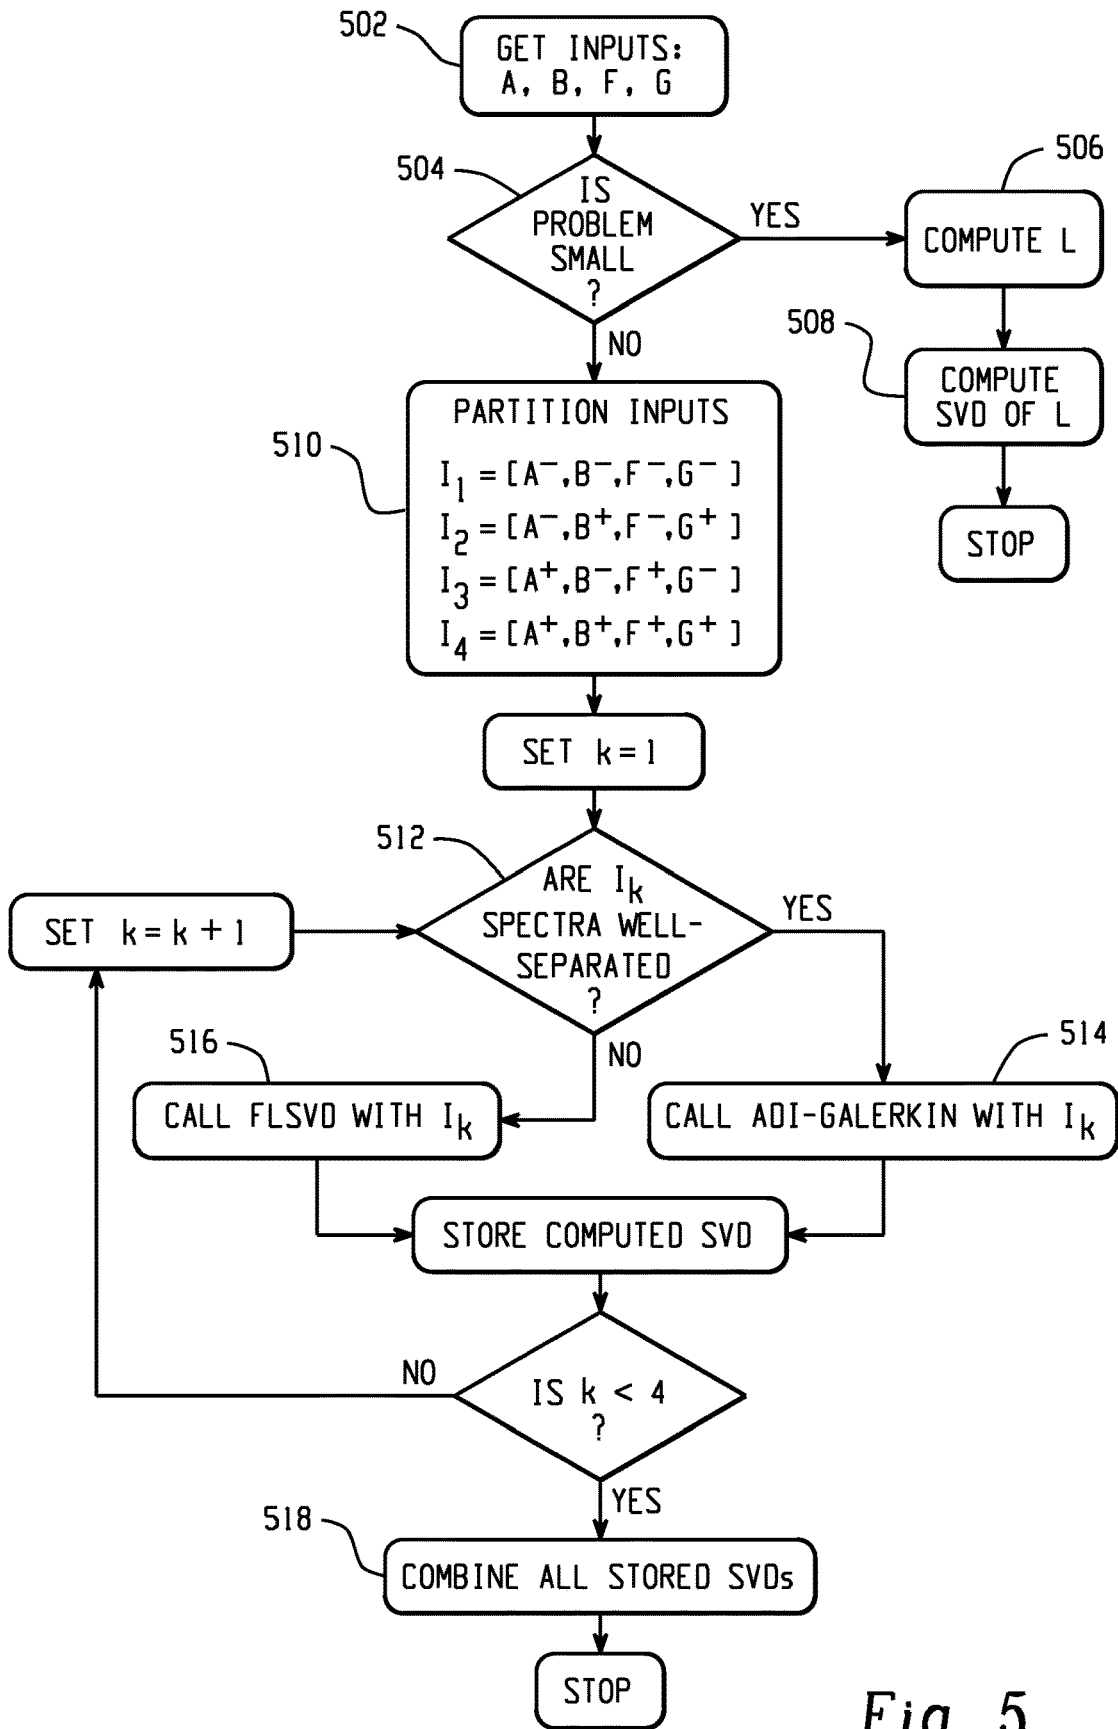 502
GET INPUTS:
A, B, F, G
504
IS
PROBLEM
SMALL
?
YES
506
COMPUTE L
508
COMPUTE
SVD OF L
STOP
NO
510
PARTITION INPUTS
I₁ = [A⁻,B⁻,F⁻,G⁻]
I₂ = [A⁻,B⁺,F⁻,G⁺]
I₃ = [A⁺,B⁻,F⁺,G⁻]
I₄ = [A⁺,B⁺,F⁺,G⁺]
SET k=1
512
ARE Iₖ
SPECTRA WELL-
SEPARATED
?
YES
SET k=k+1
NO
516
CALL FLSVD WITH Iₖ
514
CALL ADI-GALERKIN WITH Iₖ
STORE COMPUTED SVD
NO
IS k < 4
?
YES
518
COMBINE ALL STORED SVDs
STOP
Fig. 5